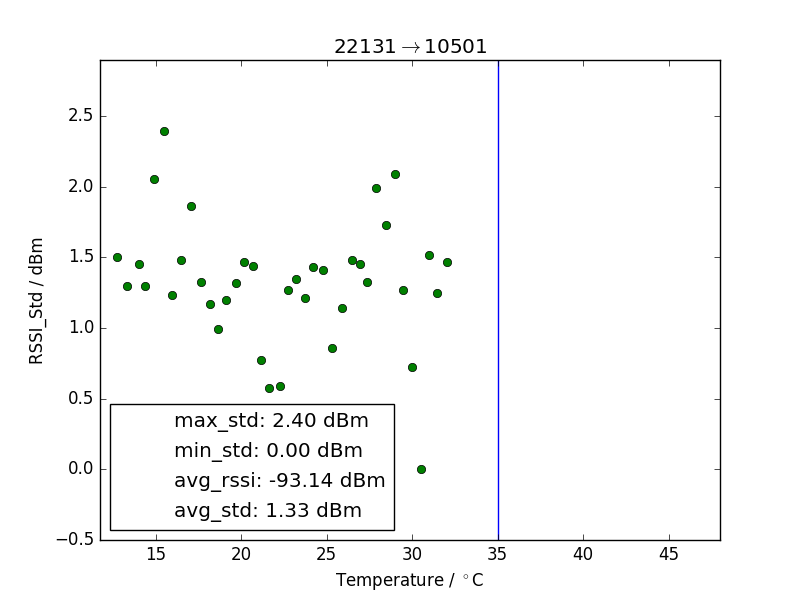 22131→10501
2.5
2.0
1.5
1.0
0.5
0.0
−0.5
RSSI_Std / dBm
max_std: 2.40 dBm
min_std: 0.00 dBm
avg_rssi: -93.14 dBm
avg_std: 1.33 dBm
15 20 25 30 35 40 45
Temperature / °C